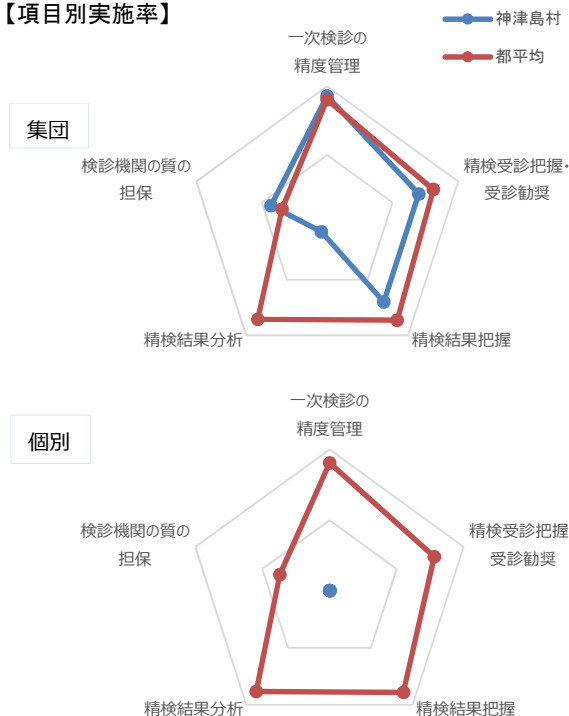 【項目別実施率】
神津島村
都平均
集団
一次検診の
精度管理
精検受診把握・
受診勧奨
精検結果把握
精検結果分析
検診機関の質の
担保
個別
一次検診の
精度管理
精検受診把握
受診勧奨
精検結果把握
精検結果分析
検診機関の質の
担保